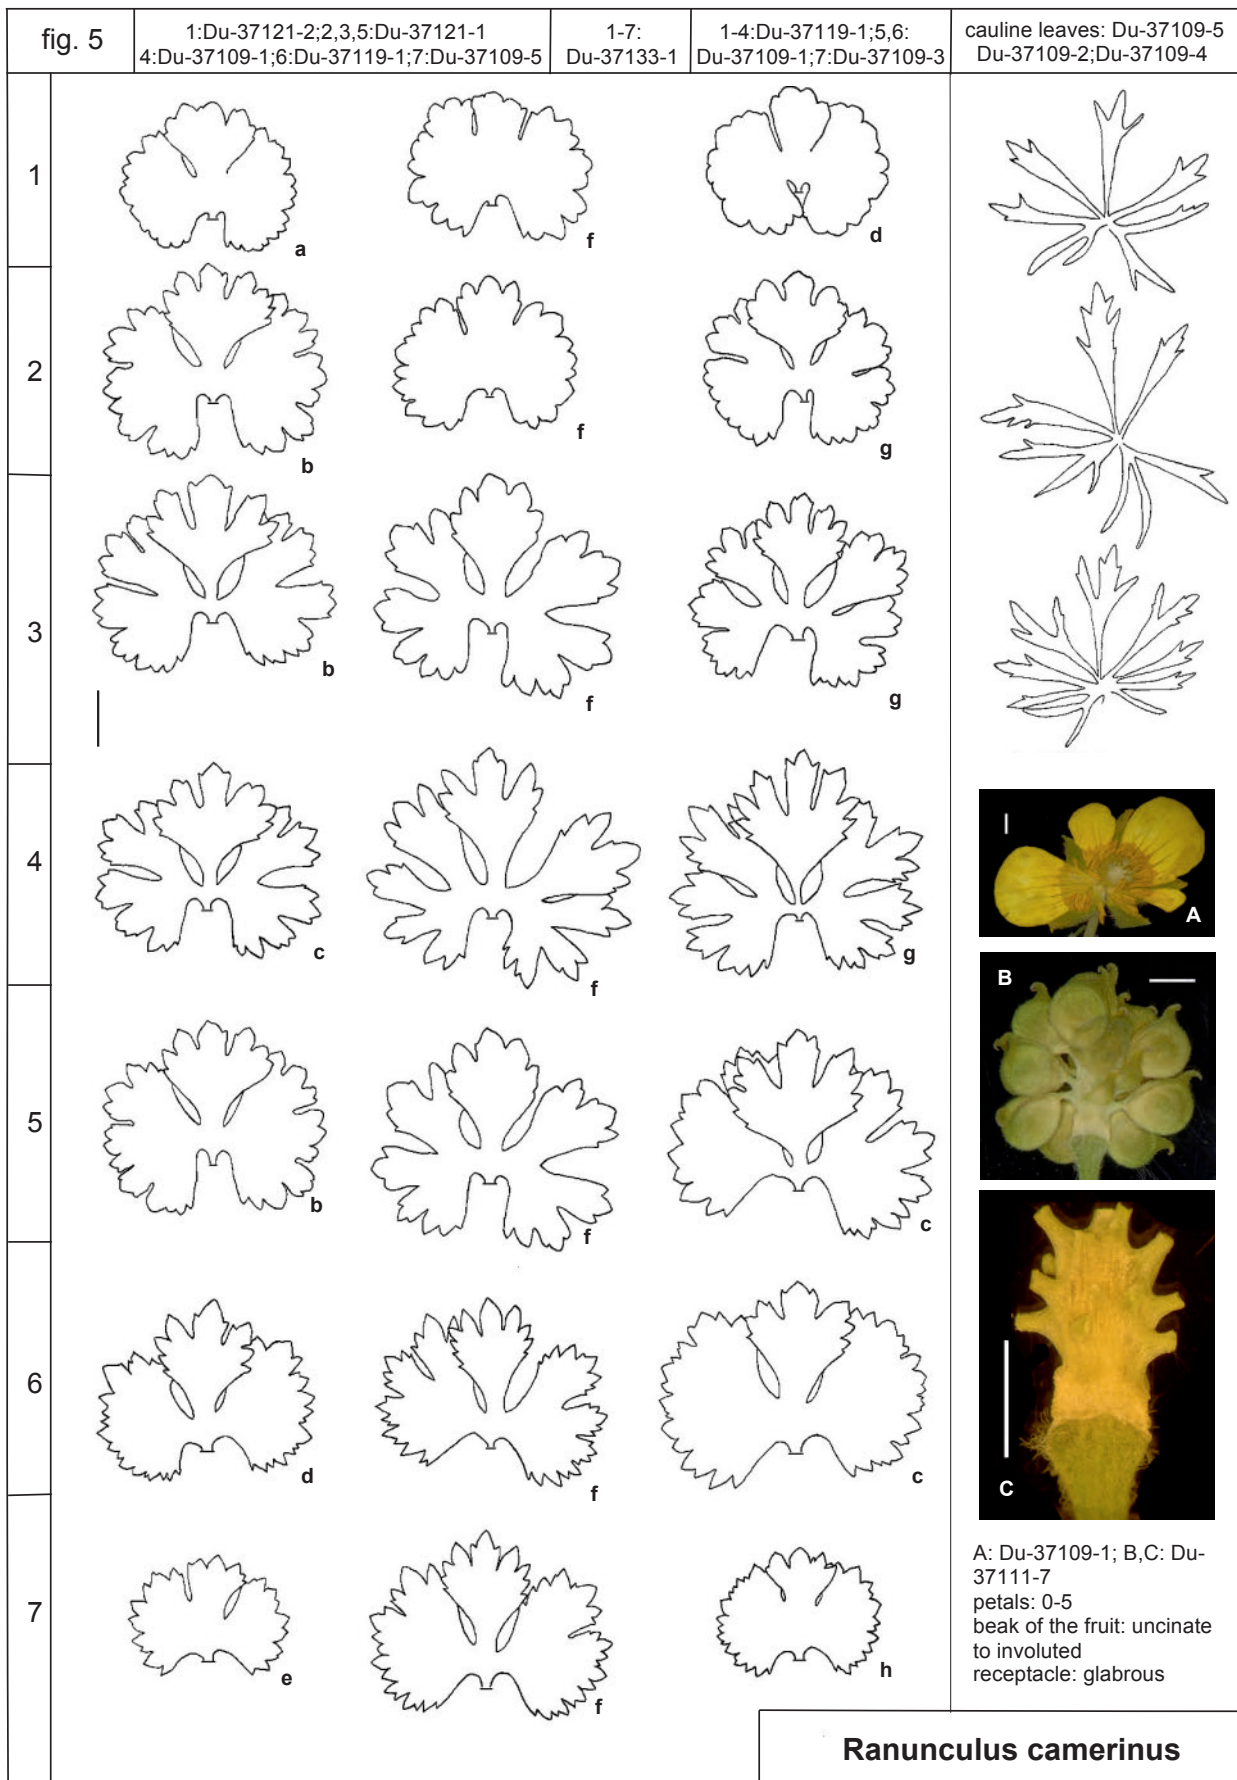 fig. 5
1:Du-37121-2;2,3,5:Du-37121-1
4:Du-37109-1;6:Du-37119-1;7:Du-37109-5
1-7:
Du-37133-1
1-4:Du-37119-1;5,6:
Du-37109-1;7:Du-37109-3
cauline leaves: Du-37109-5
Du-37109-2;Du-37109-4
1
a
f
d
2
b
f
g
3
b
f
g
4
c
f
g
5
b
f
c
6
d
f
c
7
e
f
h
A
B
C
A: Du-37109-1; B,C: Du-
37111-7
petals: 0-5
beak of the fruit: uncinate
to involuted
receptacle: glabrous
Ranunculus camerinus